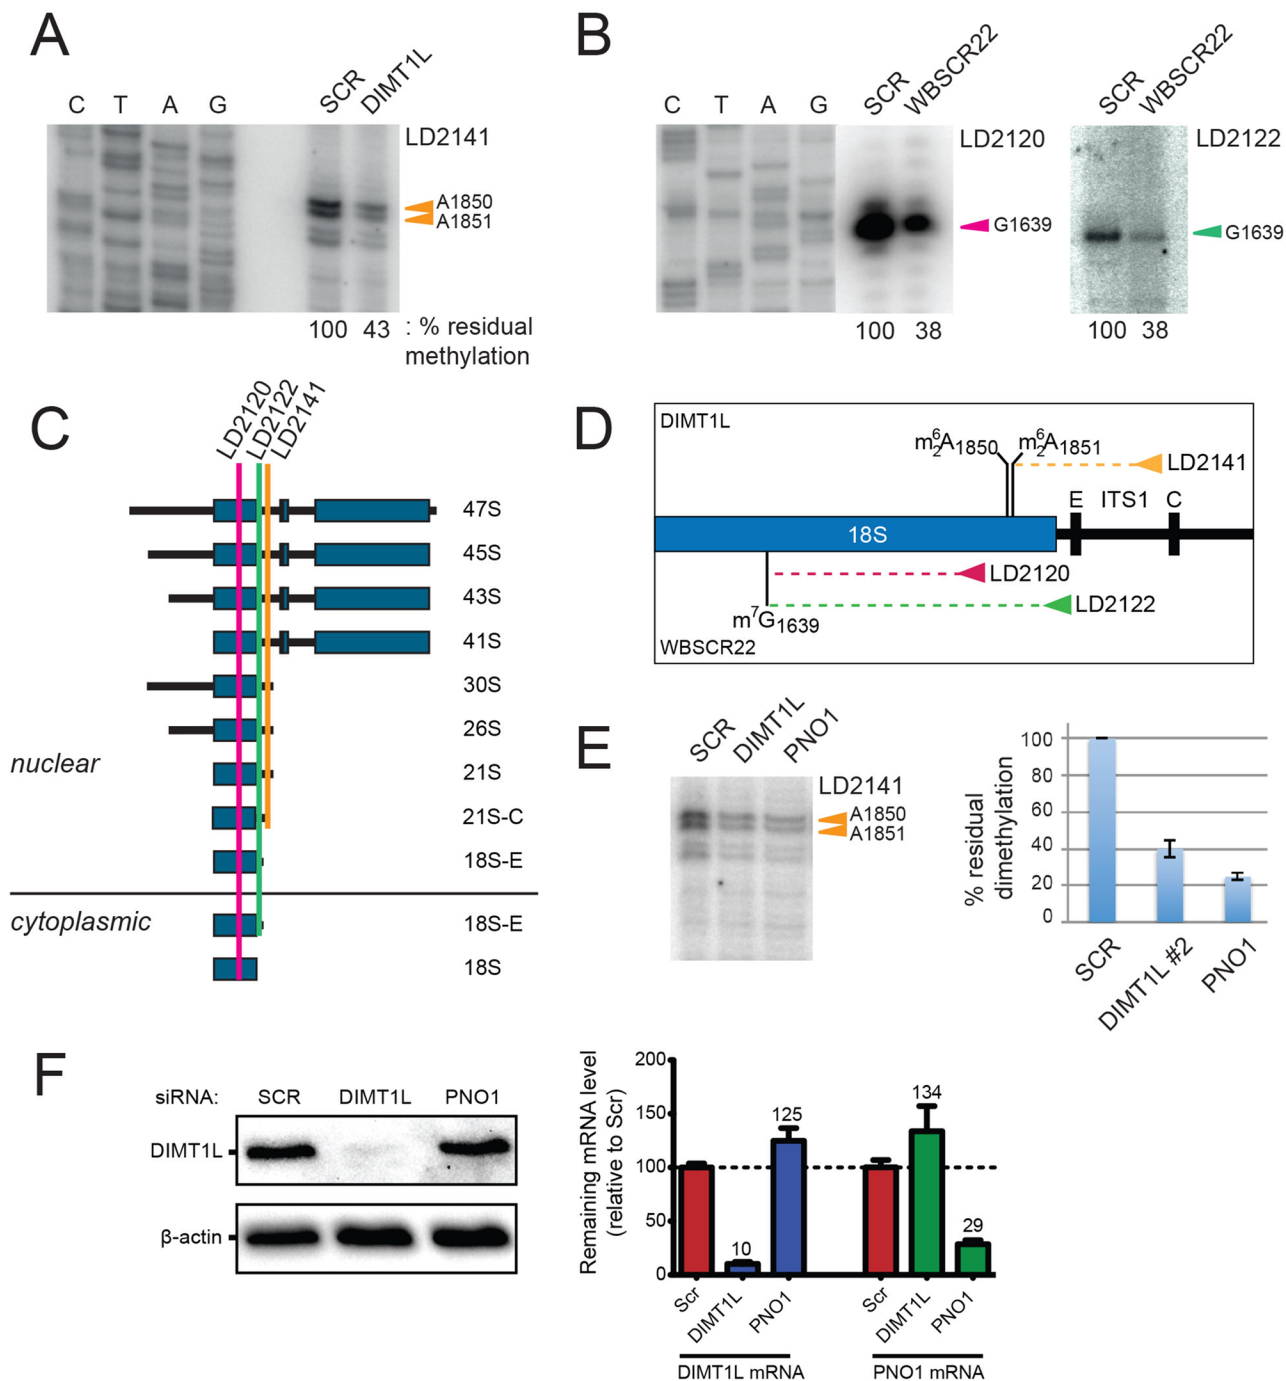 A
C T A G
SCR
DIMT1L
LD2141
A1850
A1851
100 43 : % residual methylation
B
C T A G
SCR
WBSCR22
LD2120
G1639
100 38
SCR
WBSCR22
LD2122
G1639
100 38
C
LD2120
LD2122
LD2141
47S
45S
43S
41S
30S
26S
nuclear
21S
21S-C
18S-E
cytoplasmic
18S-E
18S
D
DIMT1L
m⁶₂A1850
m⁶₂A1851
LD2141
E ITS1 C
18S
LD2120
LD2122
m⁷G1639
WBSCR22
E
SCR
DIMT1L
PNO1
LD2141
A1850
A1851
% residual
dimethylation
100
80
60
40
20
0
SCR
DIMT1L #2
PNO1
F
siRNA: SCR DIMT1L PNO1
DIMT1L
β-actin
Remaining mRNA level
(relative to Scr)
200
150
100
50
0
10
125
134
29
Scr
DIMT1L
PNO1
Scr
DIMT1L
PNO1
DIMT1L mRNA
PNO1 mRNA